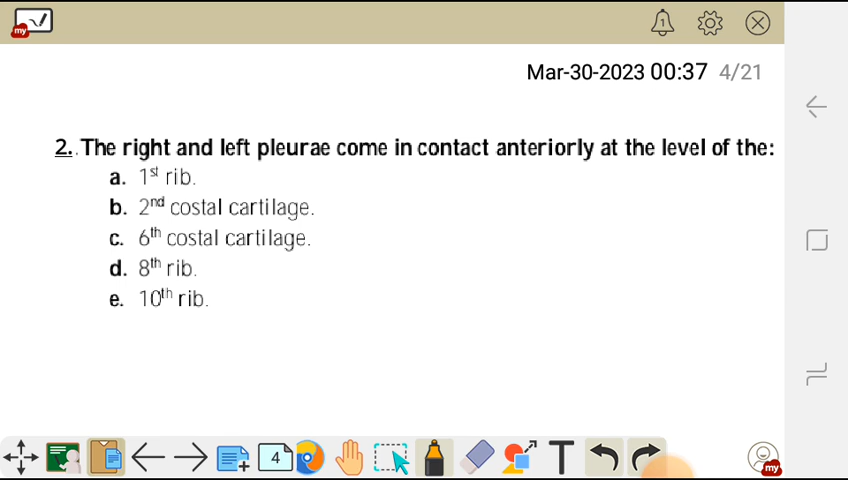 1
Mar-30-2023 00:37 4/21
2. The right and left pleurae come in contact anteriorly at the level of the:
a. 1st rib.
b. 2nd costal cartilage.
c. 6th costal cartilage.
d. 8th rib.
e. 10th rib.
my
4
T
my